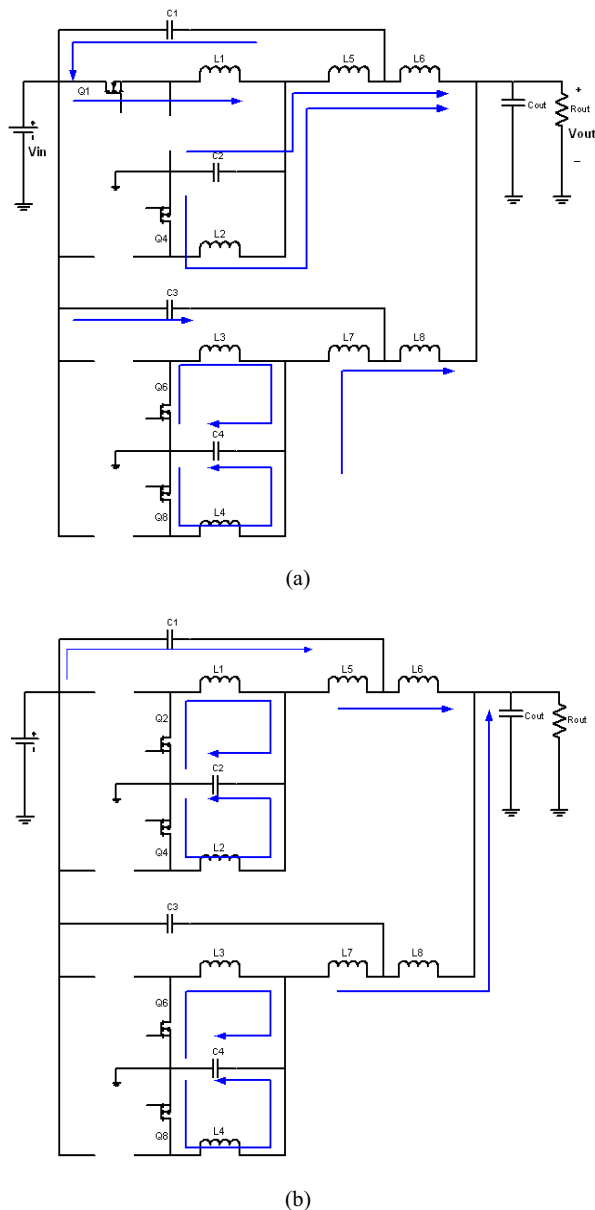 C1
L1
L5
L6
Q1
Cout
+
Rout
Vout
–
+
-
Vin
C2
Q4
L2
C3
L3
L7
L8
Q6
C4
Q8
L4
(a)
C1
L1
L5
L6
Q2
Cout
Rout
+
-
C2
Q4
L2
C3
L3
L7
L8
Q6
C4
Q8
L4
(b)